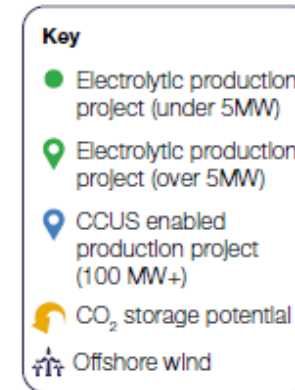 Key
Electrolytic production
project (under 5MW)
Electrolytic production
project (over 5MW)
CCUS enabled
production project
(100 MW+)
CO₂ storage potential
Offshore wind